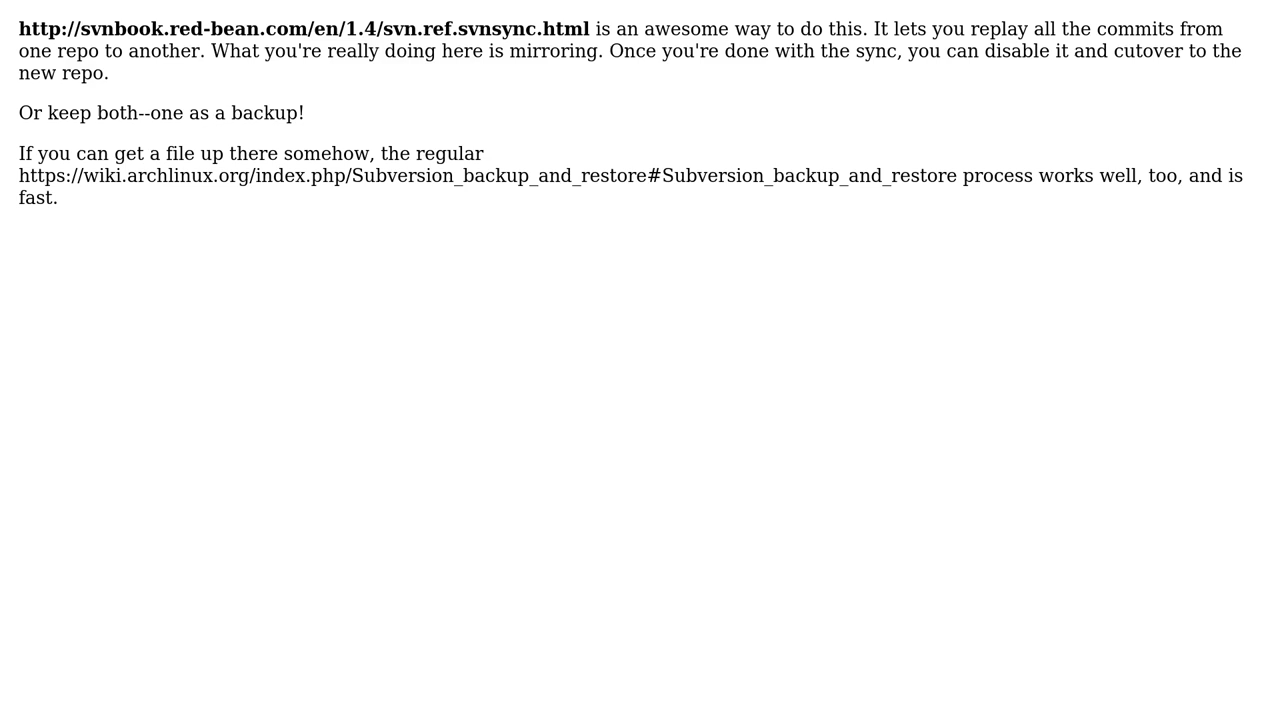 http://svnbook.red-bean.com/en/1.4/svn.ref.svnsync.html is an awesome way to do this. It lets you replay all the commits from
one repo to another. What you're really doing here is mirroring. Once you're done with the sync, you can disable it and cutover to the
new repo.
Or keep both--one as a backup!
If you can get a file up there somehow, the regular
https://wiki.archlinux.org/index.php/Subversion_backup_and_restore#Subversion_backup_and_restore process works well, too, and is
fast.